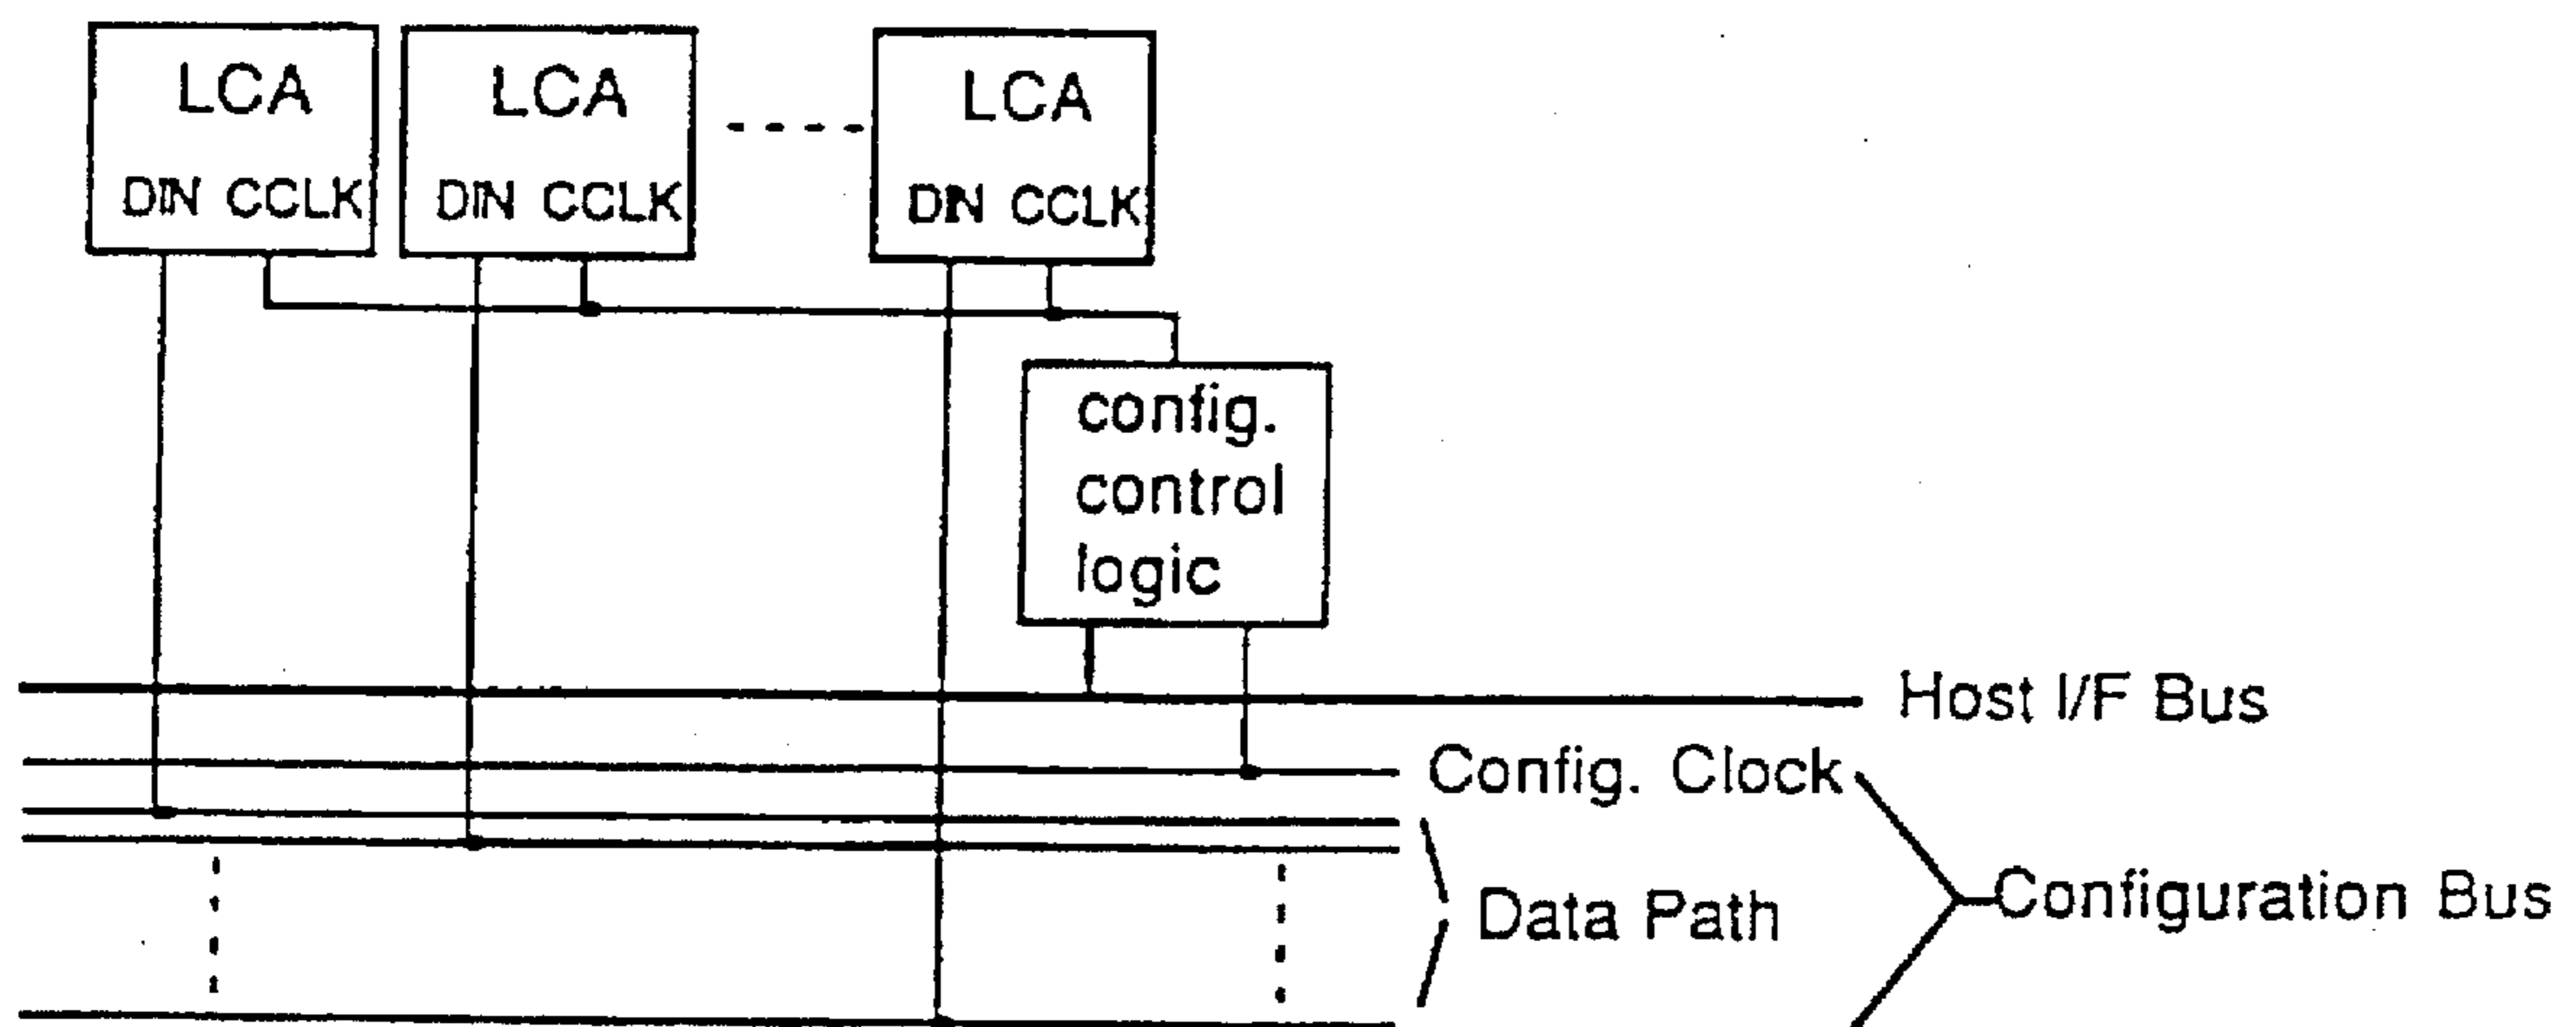 LCA
DIN CCLK
LCA
DIN CCLK
LCA
DIN CCLK
config.
control
logic
Host I/F Bus
Config. Clock
Data Path
Configuration Bus